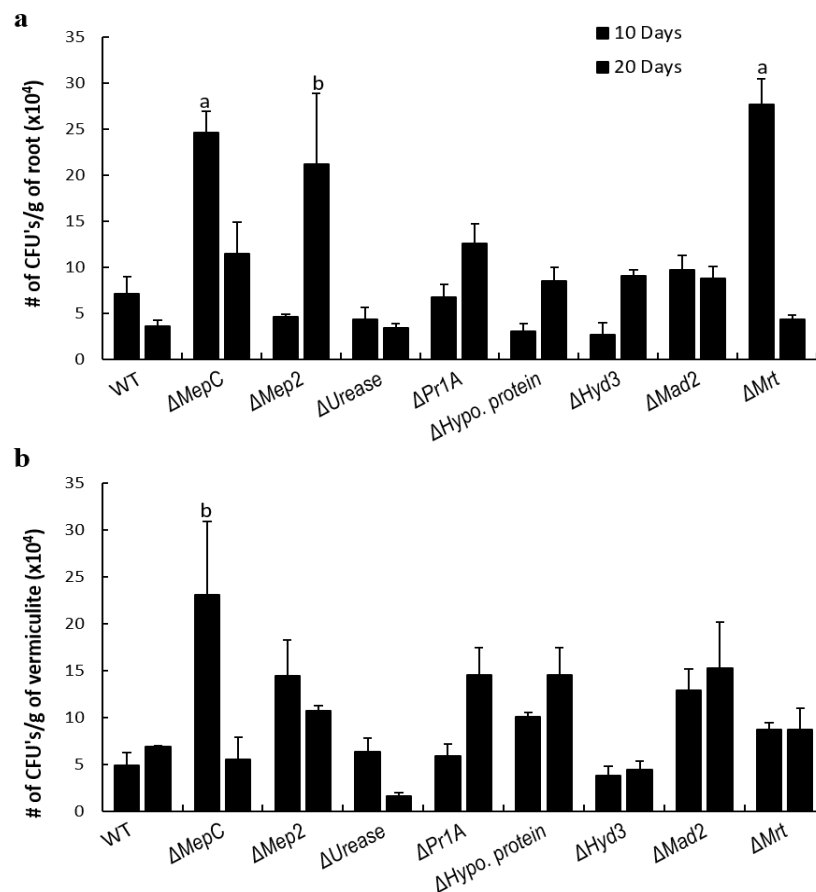 a
# of CFU's/g of root (x10⁴)
35
30
25
20
15
10
5
0
10 Days
20 Days
a
b
a
WT
ΔMepC
ΔMep2
ΔUrease
ΔPr1A
ΔHypo. protein
ΔHyd3
ΔMad2
ΔMrt
b
# of CFU's/g of vermiculite (x10⁴)
35
30
25
20
15
10
5
0
b
WT
ΔMepC
ΔMep2
ΔUrease
ΔPr1A
ΔHypo. protein
ΔHyd3
ΔMad2
ΔMrt